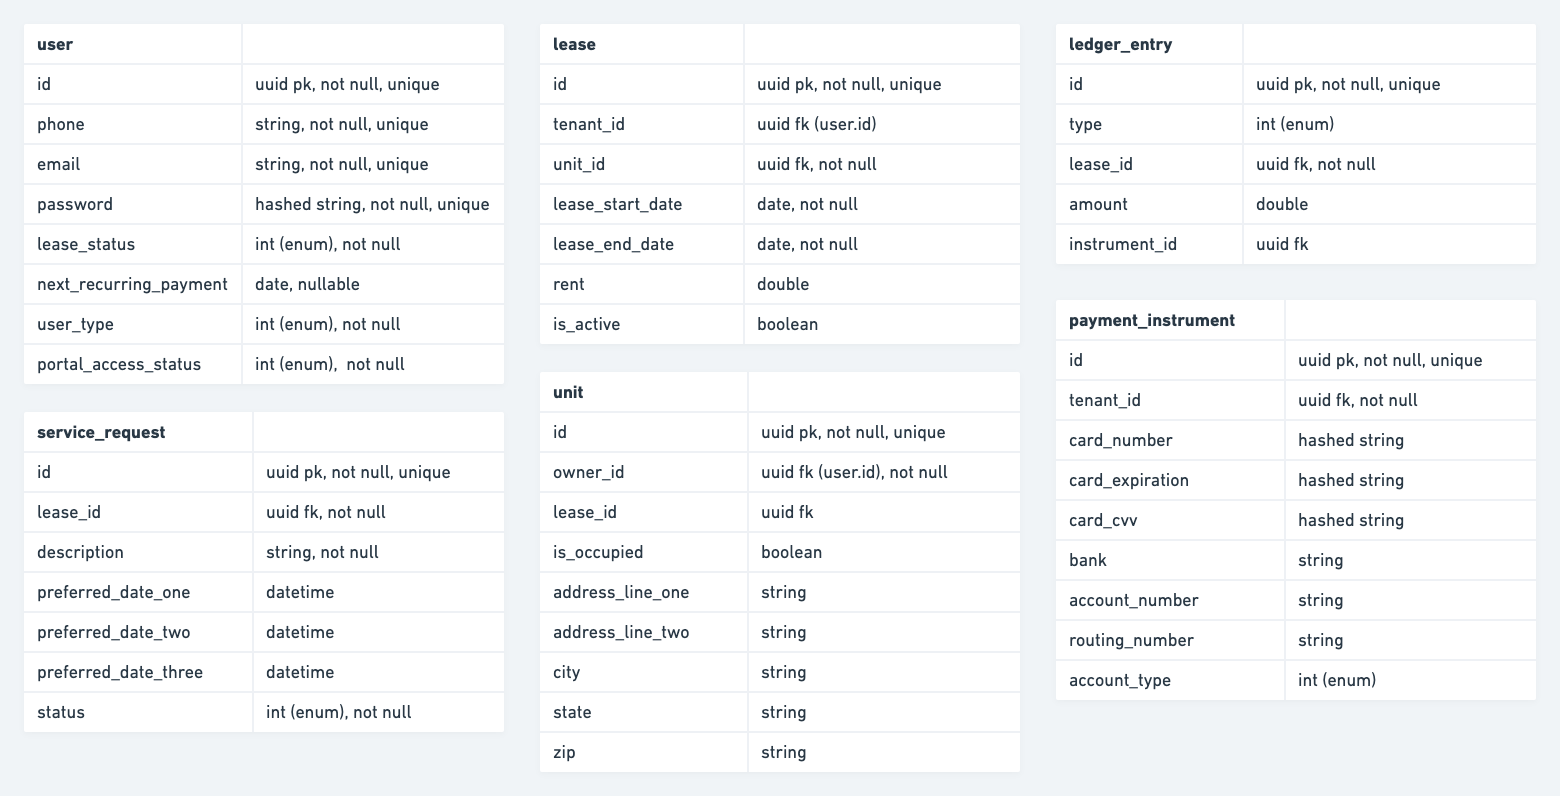 user
id uuid pk, not null, unique
phone string, not null, unique
email string, not null, unique
password hashed string, not null, unique
lease_status int (enum), not null
next_recurring_payment date, nullable
user_type int (enum), not null
portal_access_status int (enum),  not null
service_request
id uuid pk, not null, unique
lease_id uuid fk, not null
description string, not null
preferred_date_one datetime
preferred_date_two datetime
preferred_date_three datetime
status int (enum), not null
lease
id uuid pk, not null, unique
tenant_id uuid fk (user.id)
unit_id uuid fk, not null
lease_start_date date, not null
lease_end_date date, not null
rent double
is_active boolean
unit
id uuid pk, not null, unique
owner_id uuid fk (user.id), not null
lease_id uuid fk
is_occupied boolean
address_line_one string
address_line_two string
city string
state string
zip string
ledger_entry
id uuid pk, not null, unique
type int (enum)
lease_id uuid fk, not null
amount double
instrument_id uuid fk
payment_instrument
id uuid pk, not null, unique
tenant_id uuid fk, not null
card_number hashed string
card_expiration hashed string
card_cvv hashed string
bank string
account_number string
routing_number string
account_type int (enum)